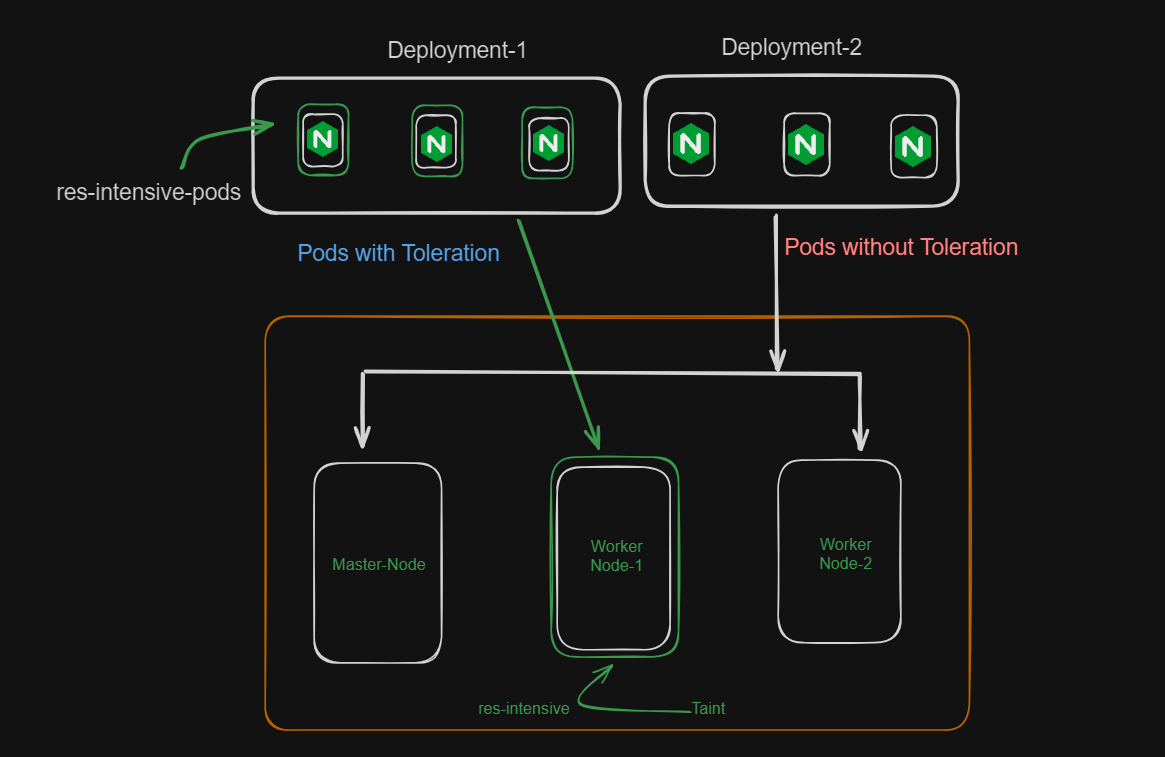 Deployment-1
Deployment-2
N
N
N
N
N
N
res-intensive-pods
Pods with Toleration
Pods without Toleration
Master-Node
Worker
Node-1
Worker
Node-2
res-intensive
Taint